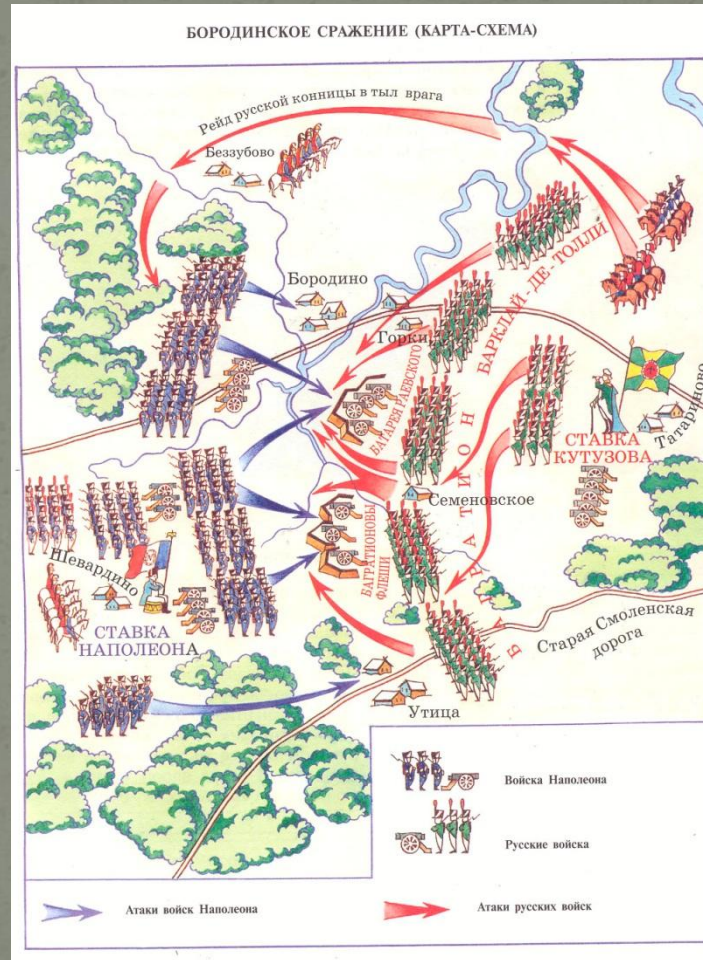 БОРОДИНСКОЕ СРАЖЕНИЕ (КАРТА-СХЕМА)
Рейд русской конницы в тыл врага
Беззубово
Бородино
БАРКЛАЙ-ДЕ-ТОЛЛИ
Горки
БАТАРЕЯ РАЕВСКОГО
Татариново
СТАВКА
КУТУЗОВА
Семеновское
БАГРАТИОН
БАГРАТИОНОВЫ
ФЛЕШИ
Шевардино
СТАВКА
НАПОЛЕОНА
Старая Смоленская
дорога
Утица
Войска Наполеона
Русские войска
Атаки войск Наполеона
Атаки русских войск